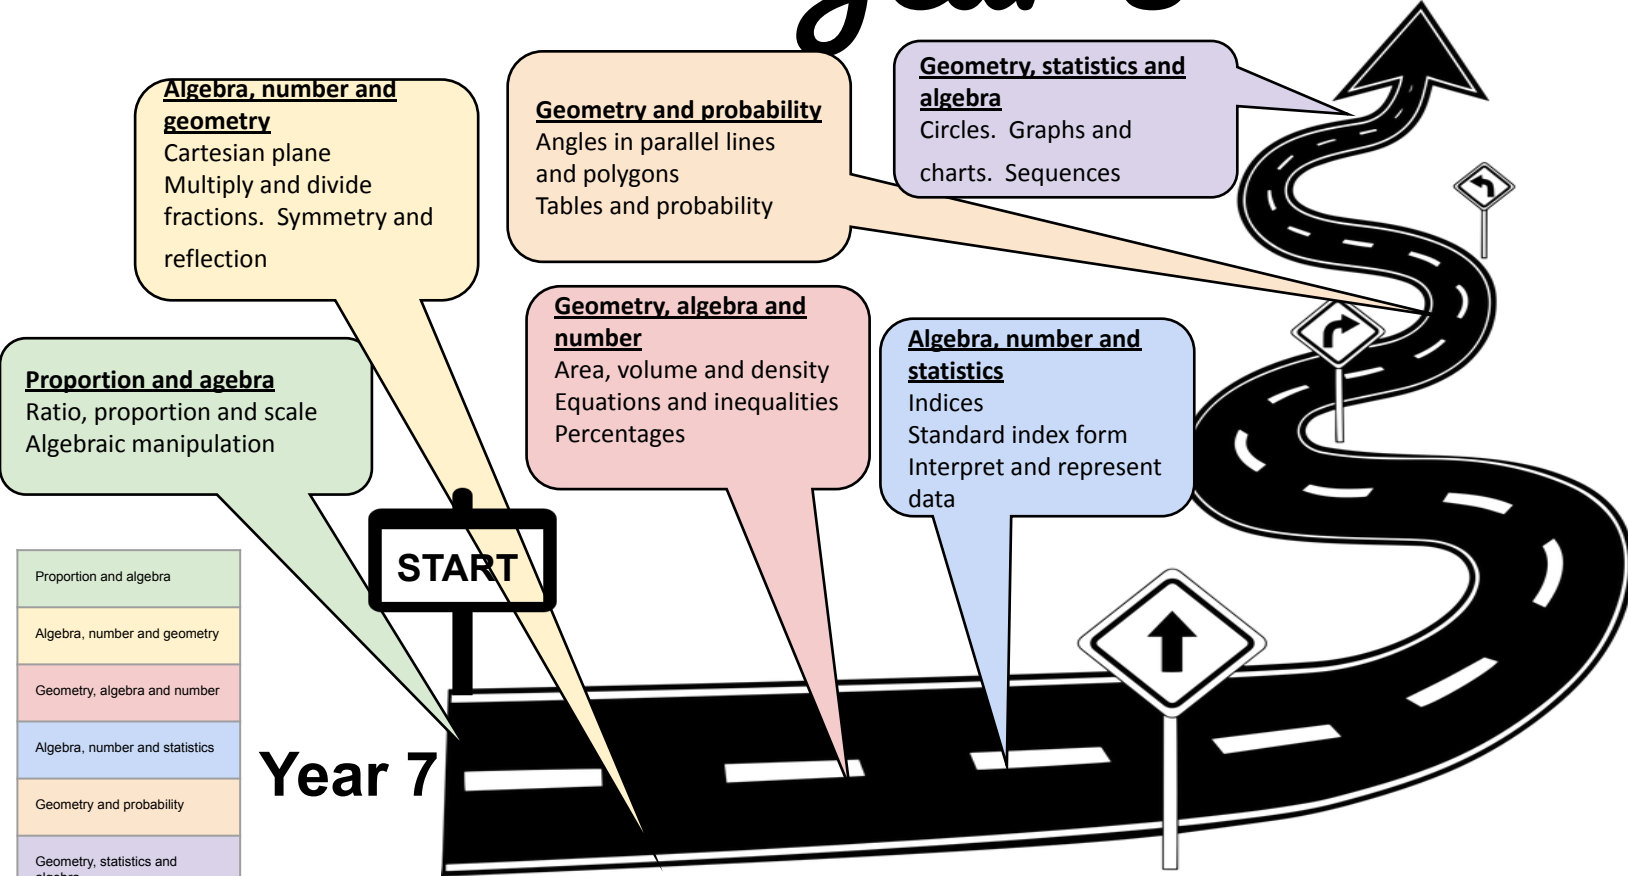 Algebra, number and
geometry
Cartesian plane
Multiply and divide
fractions.  Symmetry and
reflection
Geometry and probability
Angles in parallel lines
and polygons
Tables and probability
Geometry, statistics and
algebra
Circles.  Graphs and
charts.  Sequences
Proportion and agebra
Ratio, proportion and scale
Algebraic manipulation
Geometry, algebra and
number
Area, volume and density
Equations and inequalities
Percentages
Algebra, number and
statistics
Indices
Standard index form
Interpret and represent
data
START
Proportion and algebra
Algebra, number and geometry
Geometry, algebra and number
Algebra, number and statistics
Geometry and probability
Geometry, statistics and
algebra
Year 7